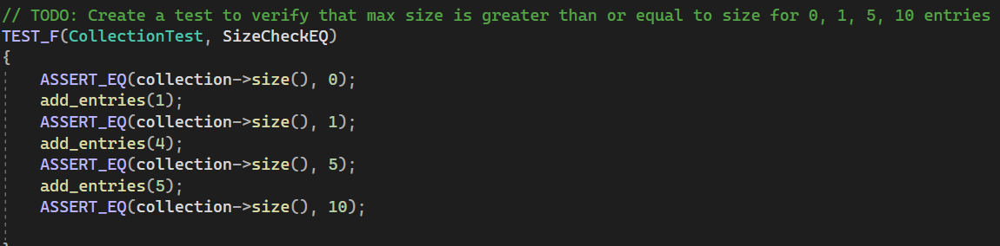 // TODO: Create a test to verify that max size is greater than or equal to size for 0, 1, 5, 10 entries
TEST_F(CollectionTest, SizeCheckEQ)
{
    ASSERT_EQ(collection->size(), 0);
    add_entries(1);
    ASSERT_EQ(collection->size(), 1);
    add_entries(4);
    ASSERT_EQ(collection->size(), 5);
    add_entries(5);
    ASSERT_EQ(collection->size(), 10);
}